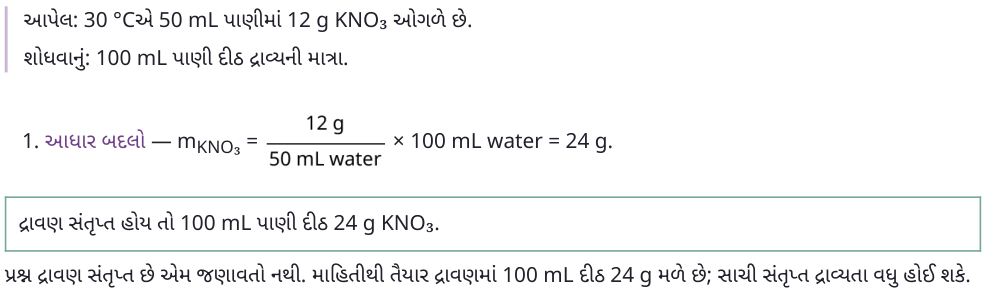 આપેલ: 30 °Cએ 50 mL પાણીમાં 12 g KNO₃ ઓગળે છે.
શોધવાનું: 100 mL પાણી દીઠ દ્રાવ્યની માત્રા.
1. આધાર બદલો — m_KNO₃ = 12 g / 50 mL water × 100 mL water = 24 g.
દ્રાવણ સંતૃપ્ત હોય તો 100 mL પાણી દીઠ 24 g KNO₃.
પ્રશ્ન દ્રાવણ સંતૃપ્ત છે એમ જણાવતો નથી. માહિતીથી તૈયાર દ્રાવણમાં 100 mL દીઠ 24 g મળે છે; સાચી સંતૃપ્ત દ્રાવ્યતા વધુ હોઈ શકે.